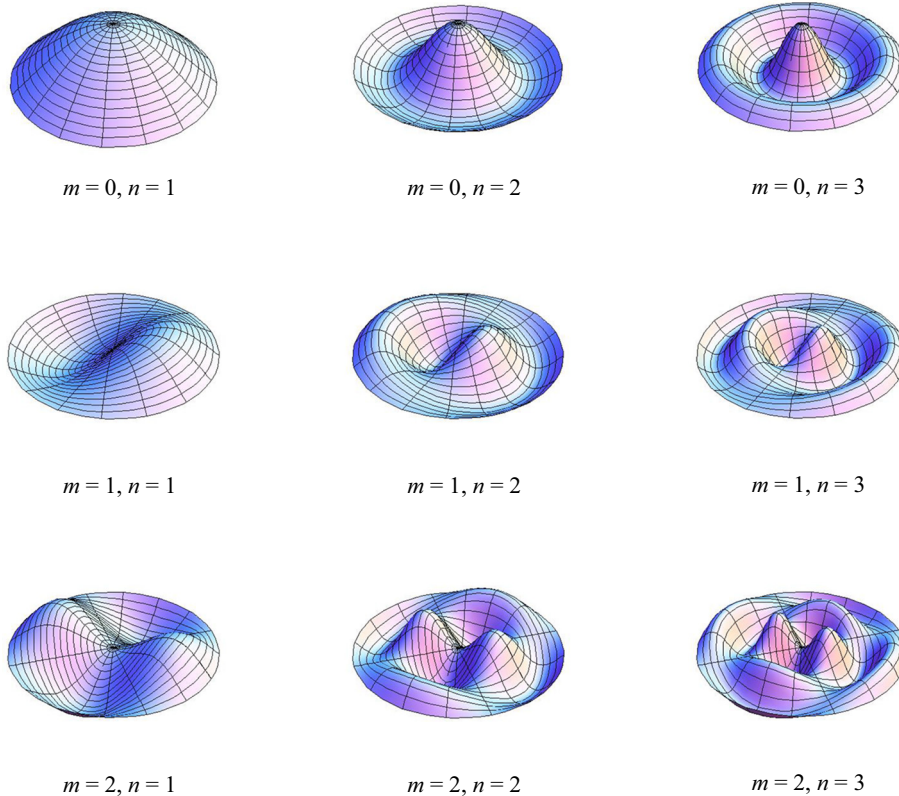 m = 0, n = 1
m = 0, n = 2
m = 0, n = 3
m = 1, n = 1
m = 1, n = 2
m = 1, n = 3
m = 2, n = 1
m = 2, n = 2
m = 2, n = 3